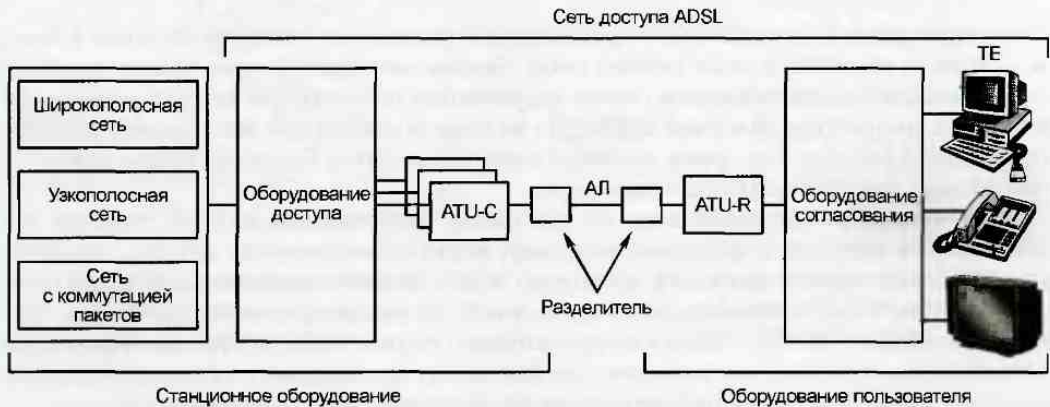 Сеть доступа ADSL
TE
Широкополосная
сеть
Узкополосная
сеть
Сеть
с коммутацией
пакетов
Оборудование
доступа
ATU-C
АЛ
ATU-R
Оборудование
согласования
Разделитель
Станционное оборудование
Оборудование пользователя